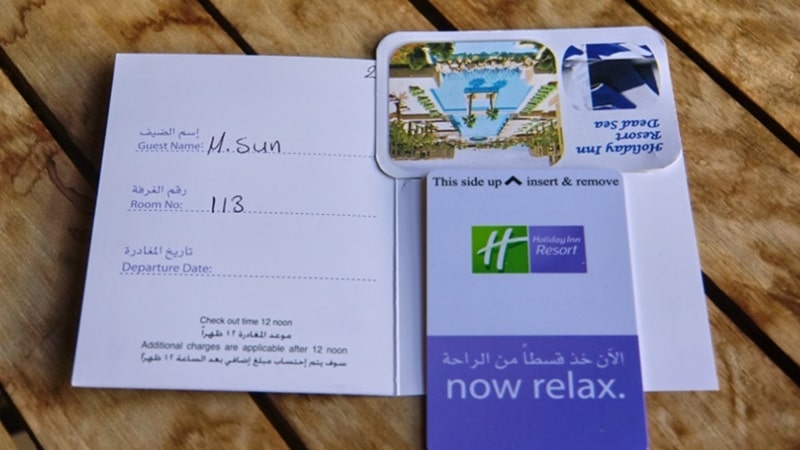 2
إسم الضيف
Guest Name: M. Sun
رقم الغرفة
Room No: 113
تاريخ المغادرة
Departure Date:
Check out time 12 noon
موعد المغادرة ١٢ ظهراً
Additional charges are applicable after 12 noon
سوف يتم إحتساب مبلغ إضافي بعد الساعة ١٢ ظهراً
Holiday Inn
Resort
Dead Sea
This side up insert & remove
H Holiday Inn
Resort
الآن خذ قسطاً من الراحة
now relax.